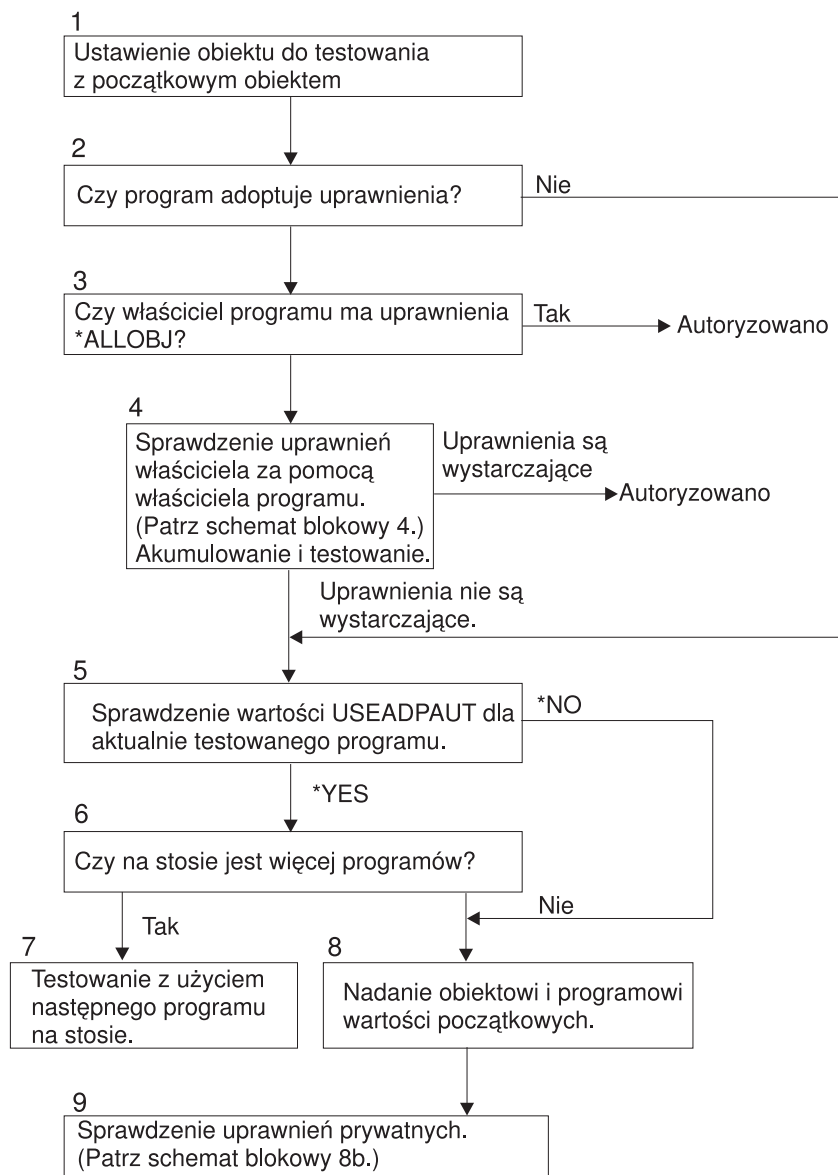 1
Ustawienie obiektu do testowania
z początkowym obiektem
2
Czy program adoptuje uprawnienia?
Nie
3
Czy właściciel programu ma uprawnienia
*ALLOBJ?
Tak
Autoryzowano
4
Sprawdzenie uprawnień
właściciela za pomocą
właściciela programu.
(Patrz schemat blokowy 4.)
Akumulowanie i testowanie.
Uprawnienia są
wystarczające
Autoryzowano
Uprawnienia nie są
wystarczające.
5
Sprawdzenie wartości USEADPAUT dla
aktualnie testowanego programu.
*NO
*YES
6
Czy na stosie jest więcej programów?
Tak
Nie
7
Testowanie z użyciem
następnego programu
na stosie.
8
Nadanie obiektowi i programowi
wartości początkowych.
9
Sprawdzenie uprawnień prywatnych.
(Patrz schemat blokowy 8b.)